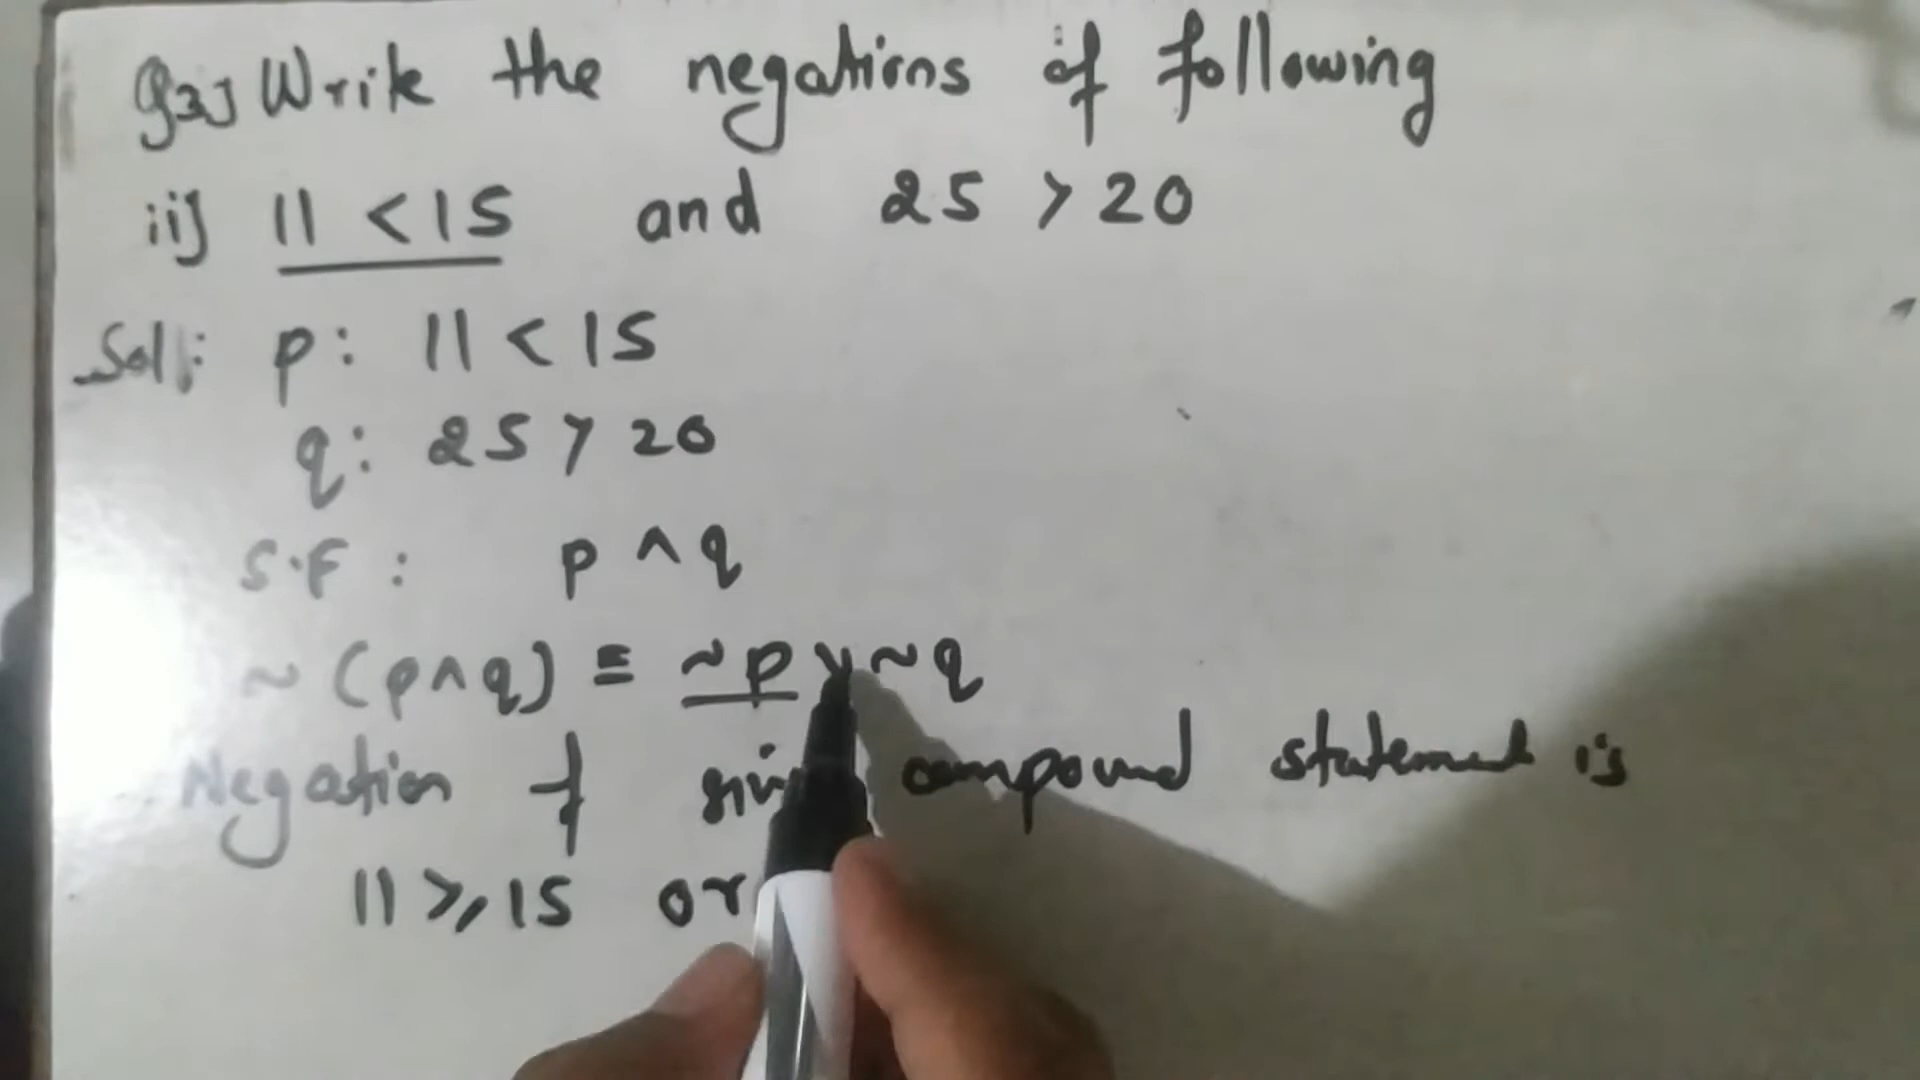 Q2] Write the negations of following
ii] 11 < 15 and 25 > 20
Sol: p: 11 < 15
q: 25 > 20
S.F : p ∧ q
~ (p∧q) ≡ ~p ∨ ~q
Negation of compound statement is
11 ≥ 15 or